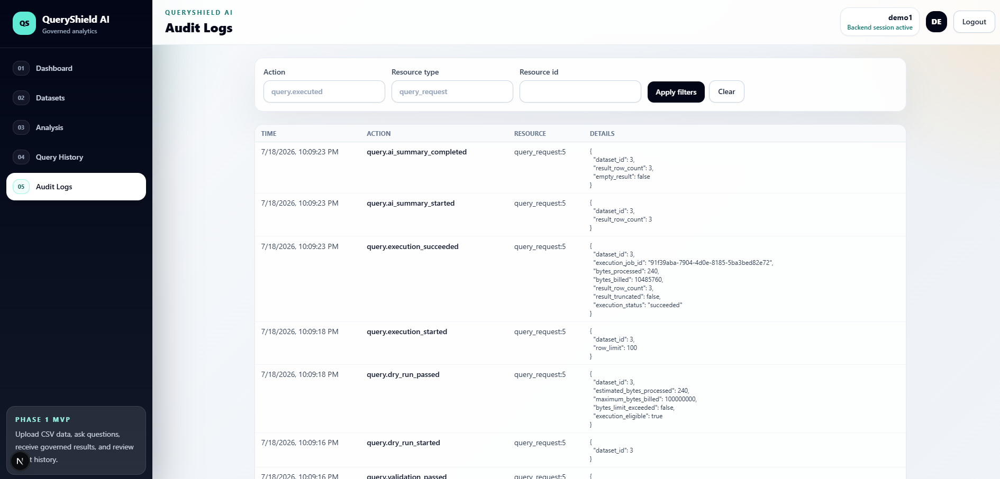 QS
QueryShield AI
Governed analytics
01 Dashboard
02 Datasets
03 Analysis
04 Query History
05 Audit Logs
PHASE 1 MVP
Upload CSV data, ask questions,
receive governed results, and review
t history.
N
QUERYSHIELD AI
Audit Logs
demo1
Backend session active
DE
Logout
Action
Resource type
Resource id
query.executed
query_request
Apply filters
Clear
TIME ACTION RESOURCE DETAILS
7/18/2026, 10:09:23 PM query.ai_summary_completed query_request:5 {
"dataset_id": 3,
"result_row_count": 3,
"empty_result": false
}
7/18/2026, 10:09:23 PM query.ai_summary_started query_request:5 {
"dataset_id": 3,
"result_row_count": 3
}
7/18/2026, 10:09:23 PM query.execution_succeeded query_request:5 {
"dataset_id": 3,
"execution_job_id": "91f39aba-7904-4d0e-8185-5ba3bed82e72",
"bytes_processed": 240,
"bytes_billed": 10485760,
"result_row_count": 3,
"result_truncated": false,
"execution_status": "succeeded"
}
7/18/2026, 10:09:18 PM query.execution_started query_request:5 {
"dataset_id": 3,
"row_limit": 100
}
7/18/2026, 10:09:18 PM query.dry_run_passed query_request:5 {
"dataset_id": 3,
"estimated_bytes_processed": 240,
"maximum_bytes_billed": 100000000,
"bytes_limit_exceeded": false,
"execution_eligible": true
}
7/18/2026, 10:09:16 PM query.dry_run_started query_request:5 {
"dataset_id": 3
}
7/18/2026, 10:09:16 PM query.validation_passed query_request:5 {